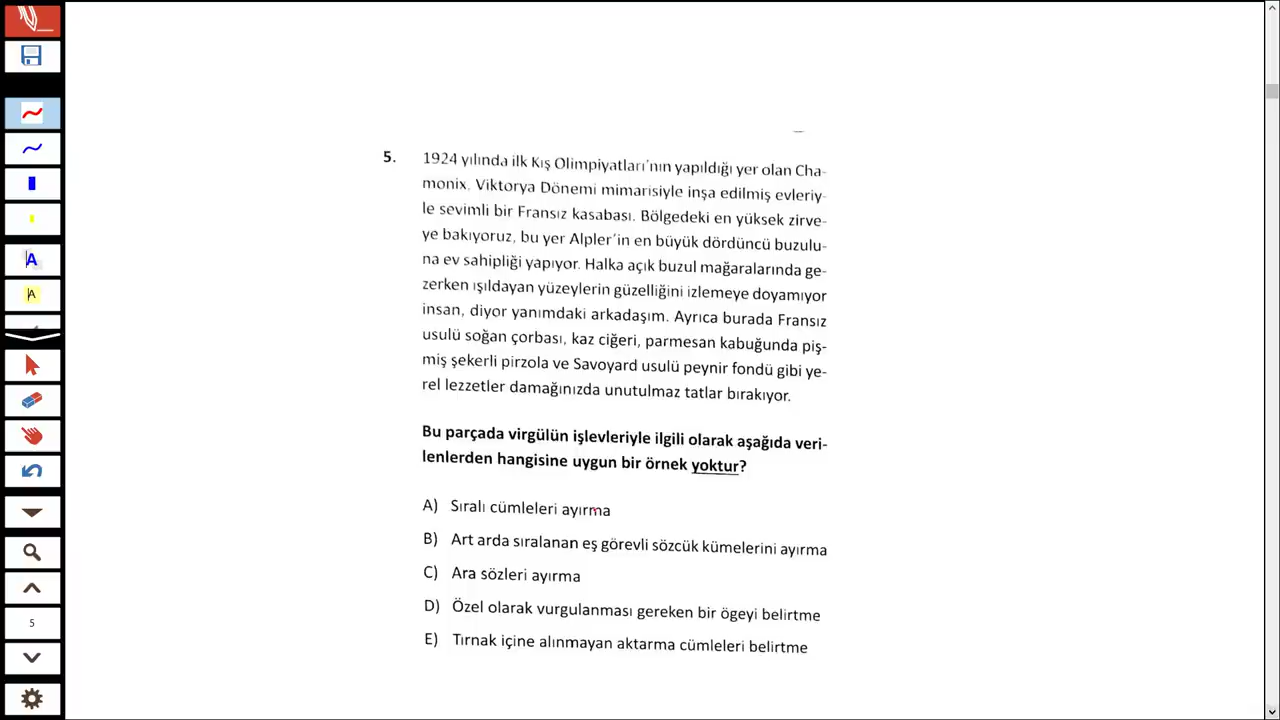 5. 1924 yılında ilk Kış Olimpiyatları'nın yapıldığı yer olan Cha-
monix, Viktorya Dönemi mimarisiyle inşa edilmiş evleriy-
le sevimli bir Fransız kasabası. Bölgedeki en yüksek zirve-
ye bakıyoruz, bu yer Alpler'in en büyük dördüncü buzulu-
na ev sahipliği yapıyor. Halka açık buzul mağaralarında ge-
zerken ışıldayan yüzeylerin güzelliğini izlemeye doyamıyor
insan, diyor yanımdaki arkadaşım. Ayrıca burada Fransız
usulü soğan çorbası, kaz ciğeri, parmesan kabuğunda piş-
miş şekerli pirzola ve Savoyard usulü peynir fondü gibi ye-
rel lezzetler damağınızda unutulmaz tatlar bırakıyor.
Bu parçada virgülün işlevleriyle ilgili olarak aşağıda veri-
lenlerden hangisine uygun bir örnek yoktur?
A) Sıralı cümleleri ayırma
B) Art arda sıralanan eş görevli sözcük kümelerini ayırma
C) Ara sözleri ayırma
D) Özel olarak vurgulanması gereken bir ögeyi belirtme
E) Tırnak içine alınmayan aktarma cümleleri belirtme
A
A
5